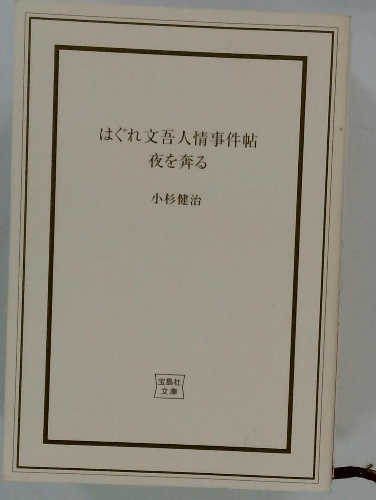 はぐれ文吾人情事件帖
夜を奔る
小杉健治
宝島社
文庫